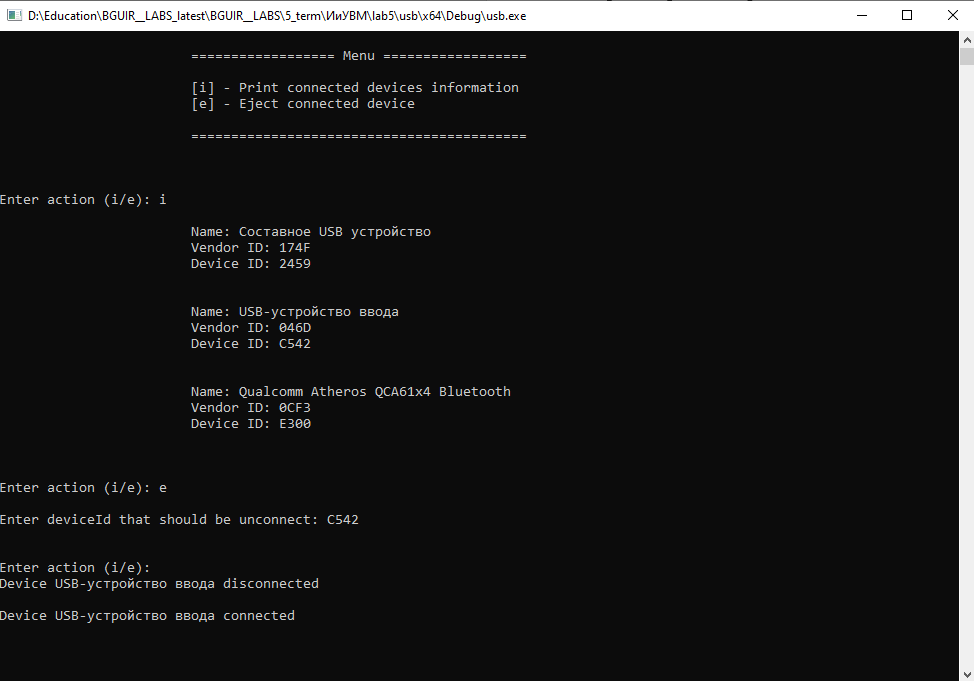 D:\Education\BGUIR__LABS_latest\BGUIR__LABS\5_term\ИиУВМ\lab5\usb\x64\Debug\usb.exe
================== Menu ==================
[i] - Print connected devices information
[e] - Eject connected device
==========================================
Enter action (i/e): i
Name: Составное USB устройство
Vendor ID: 174F
Device ID: 2459
Name: USB-устройство ввода
Vendor ID: 046D
Device ID: C542
Name: Qualcomm Atheros QCA61x4 Bluetooth
Vendor ID: 0CF3
Device ID: E300
Enter action (i/e): e
Enter deviceId that should be unconnect: C542
Enter action (i/e):
Device USB-устройство ввода disconnected
Device USB-устройство ввода connected